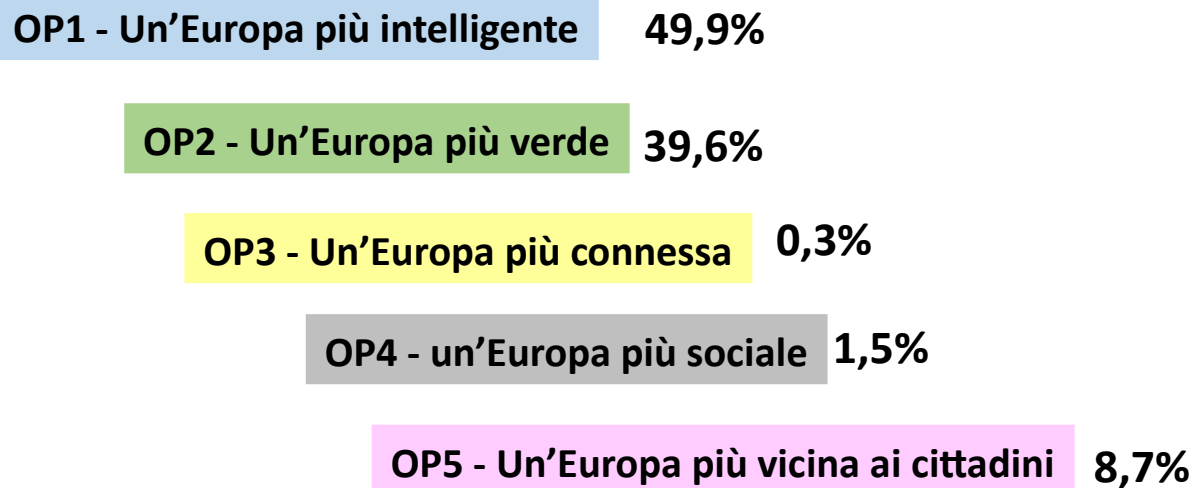 OP1 - Un’Europa più intelligente 49,9%
OP2 - Un’Europa più verde 39,6%
OP3 - Un’Europa più connessa 0,3%
OP4 - un’Europa più sociale 1,5%
OP5 - Un’Europa più vicina ai cittadini 8,7%